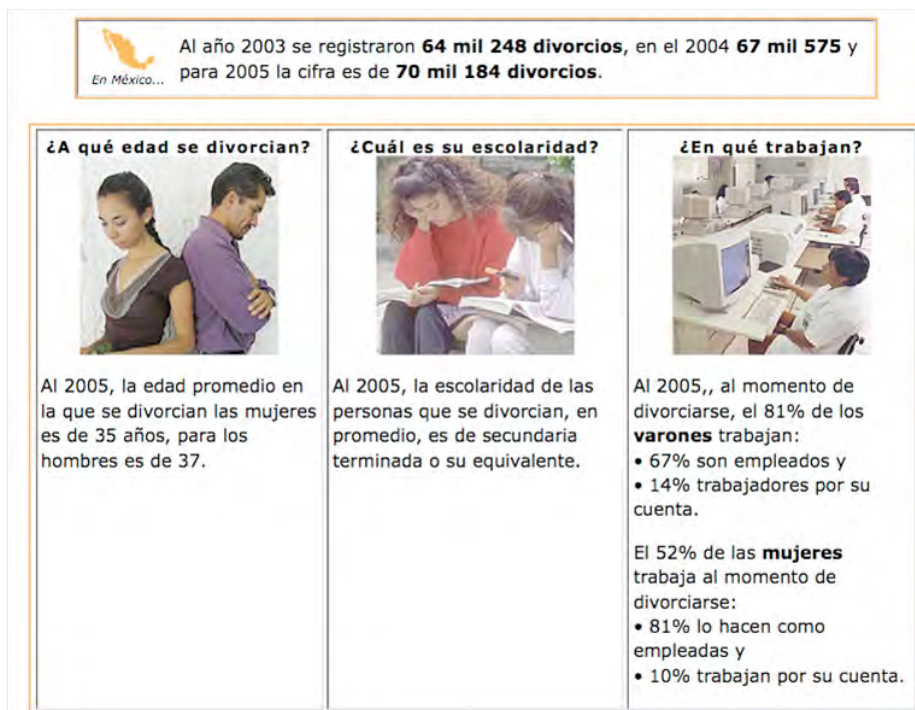 Al año 2003 se registraron 64 mil 248 divorcios, en el 2004 67 mil 575 y
para 2005 la cifra es de 70 mil 184 divorcios.
En México...
¿A qué edad se divorcian?
Al 2005, la edad promedio en
la que se divorcian las mujeres
es de 35 años, para los
hombres es de 37.
¿Cuál es su escolaridad?
Al 2005, la escolaridad de las
personas que se divorcian, en
promedio, es de secundaria
terminada o su equivalente.
¿En qué trabajan?
Al 2005,, al momento de
divorciarse, el 81% de los
varones trabajan:
• 67% son empleados y
• 14% trabajadores por su
cuenta.
El 52% de las mujeres
trabaja al momento de
divorciarse:
• 81% lo hacen como
empleadas y
• 10% trabajan por su cuenta.